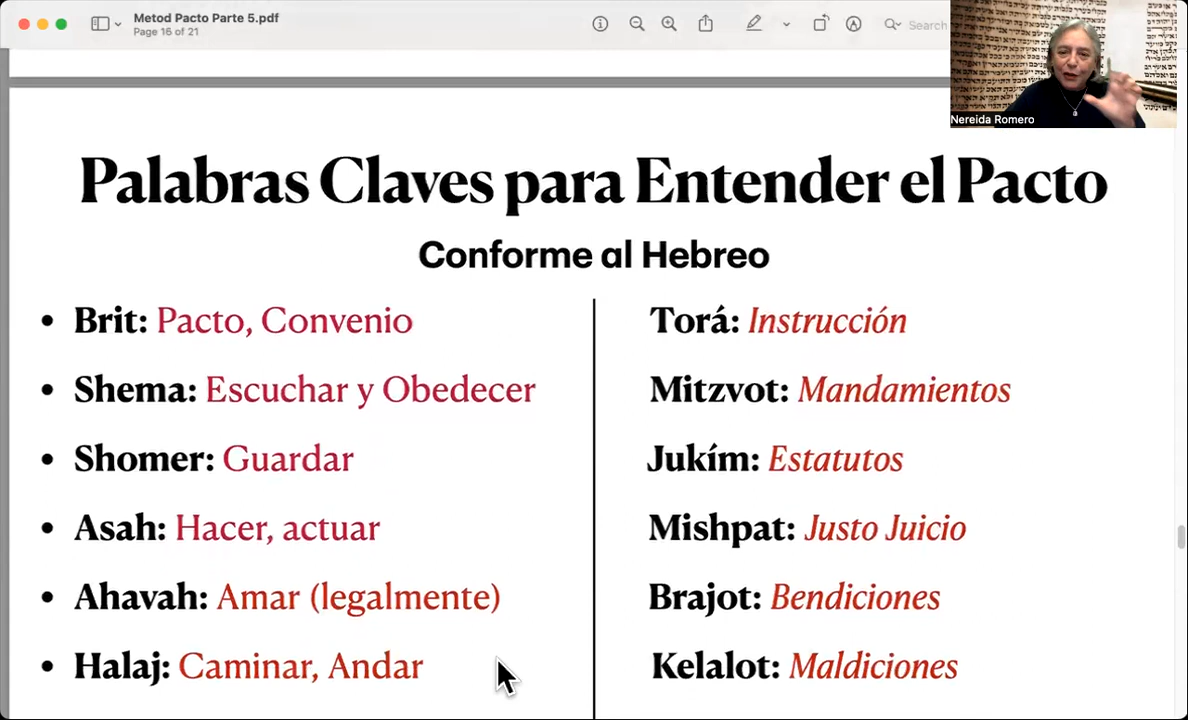 Metod Pacto Parte 5.pdf
Page 16 of 21
Search
Nereida Romero
Palabras Claves para Entender el Pacto
Conforme al Hebreo
• Brit: Pacto, Convenio
• Shema: Escuchar y Obedecer
• Shomer: Guardar
• Asah: Hacer, actuar
• Ahavah: Amar (legalmente)
• Halaj: Caminar, Andar
Torá: Instrucción
Mitzvot: Mandamientos
Jukím: Estatutos
Mishpat: Justo Juicio
Brajot: Bendiciones
Kelalot: Maldiciones